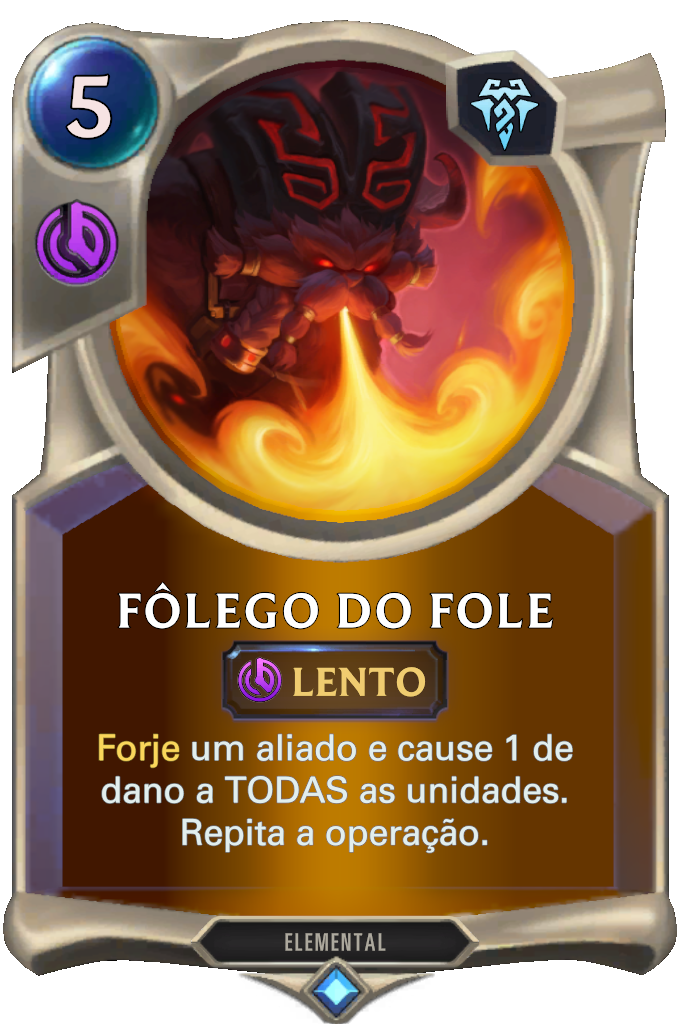 5
FÔLEGO DO FOLE
LENTO
Forje um aliado e cause 1 de
dano a TODAS as unidades.
Repita a operação.
ELEMENTAL